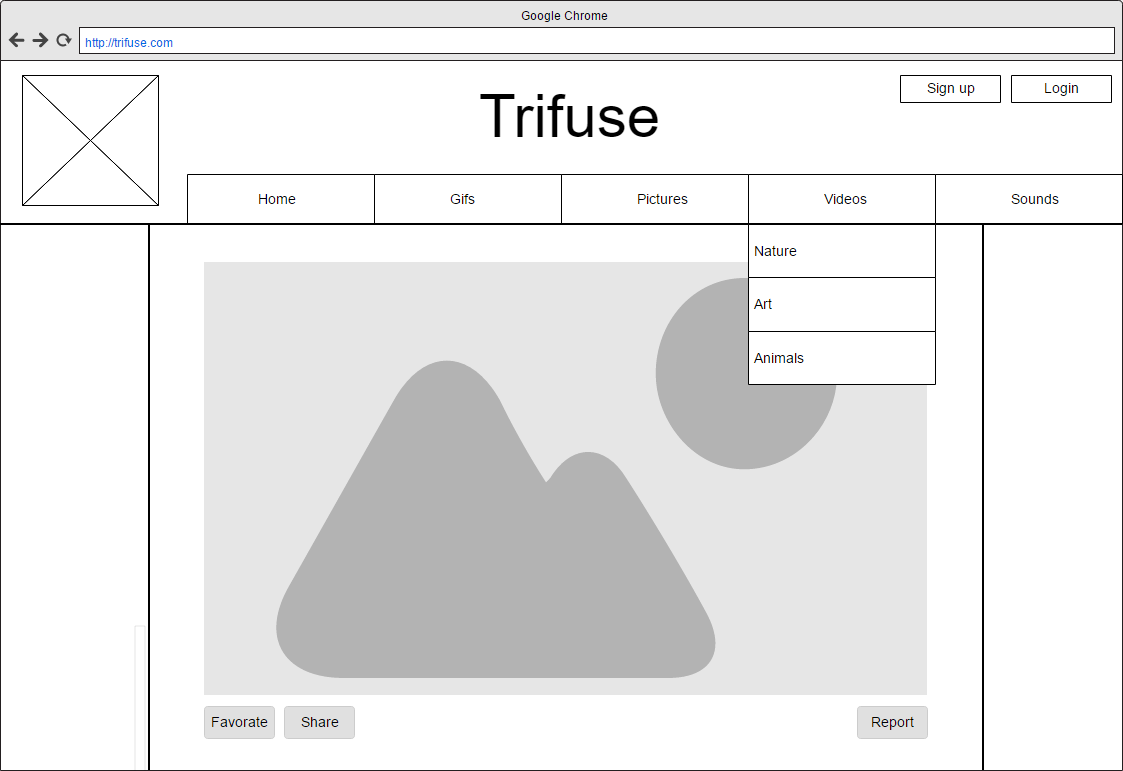 Google Chrome
http://trifuse.com
Sign up Login
Trifuse
Home Gifs Pictures Videos Sounds
Nature
Art
Animals
Favorate Share Report